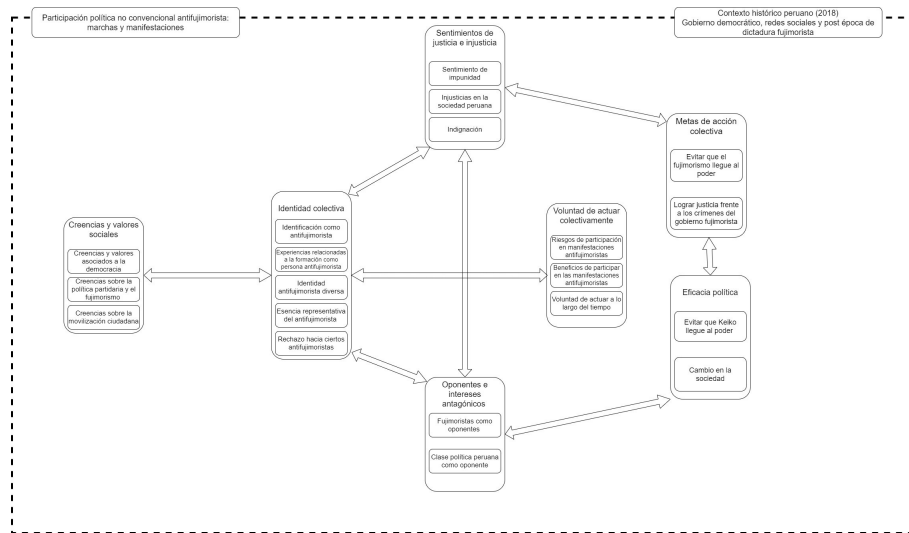 Participación política no convencional antifujimorista:
marchas y manifestaciones
Contexto histórico peruano (2018)
Gobierno democrático, redes sociales y post época de
dictadura fujimorista
Sentimientos de
justicia e injusticia
Sentimiento de
impunidad
Injusticias en la
sociedad peruana
Indignación
Metas de acción
colectiva
Evitar que el
fujimorismo llegue al
poder
Lograr justicia frente
a los crímenes del
gobierno fujimorista
Identidad colectiva
Identificación como
antifujimorista
Experiencias relacionadas
a la formación como
persona antifujimorista
Identidad
antifujimorista diversa
Esencia representativa
del antifujimorista
Rechazo hacia ciertos
antifujimoristas
Voluntad de actuar
colectivamente
Riesgos de participación
en manifestaciones
antifujimoristas
Beneficios de participar
en las manifestaciones
antifujimoristas
Voluntad de actuar a lo
largo del tiempo
Creencias y valores
sociales
Creencias y valores
asociados a la
democracia
Creencias sobre la
política partidaria y el
fujimorismo
Creencias sobre la
movilización ciudadana
Eficacia política
Evitar que Keiko
llegue al poder
Cambio en la
sociedad
Oponentes e
intereses
antagónicos
Fujimoristas como
oponentes
Clase política peruana
como oponente